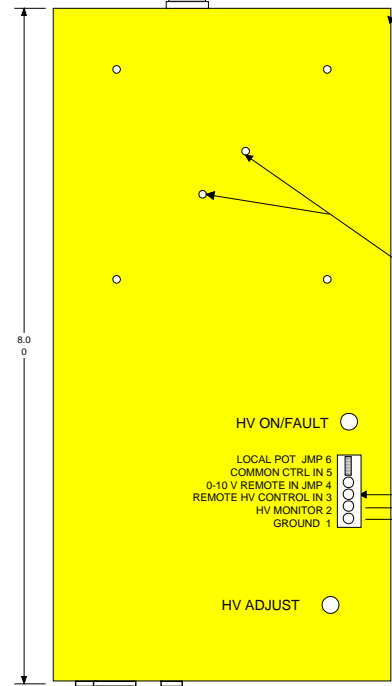 8.0
0
HV ON/FAULT
LOCAL POT JMP 6
COMMON CTRL IN 5
0-10 V REMOTE IN JMP 4
REMOTE HV CONTROL IN 3
HV MONITOR 2
GROUND 1
HV ADJUST